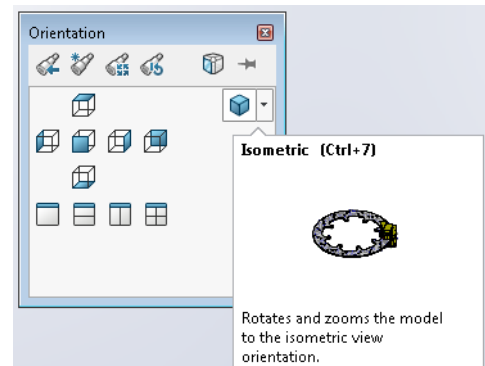 Orientation
Isometric (Ctrl+7)
Rotates and zooms the model
to the isometric view
orientation.